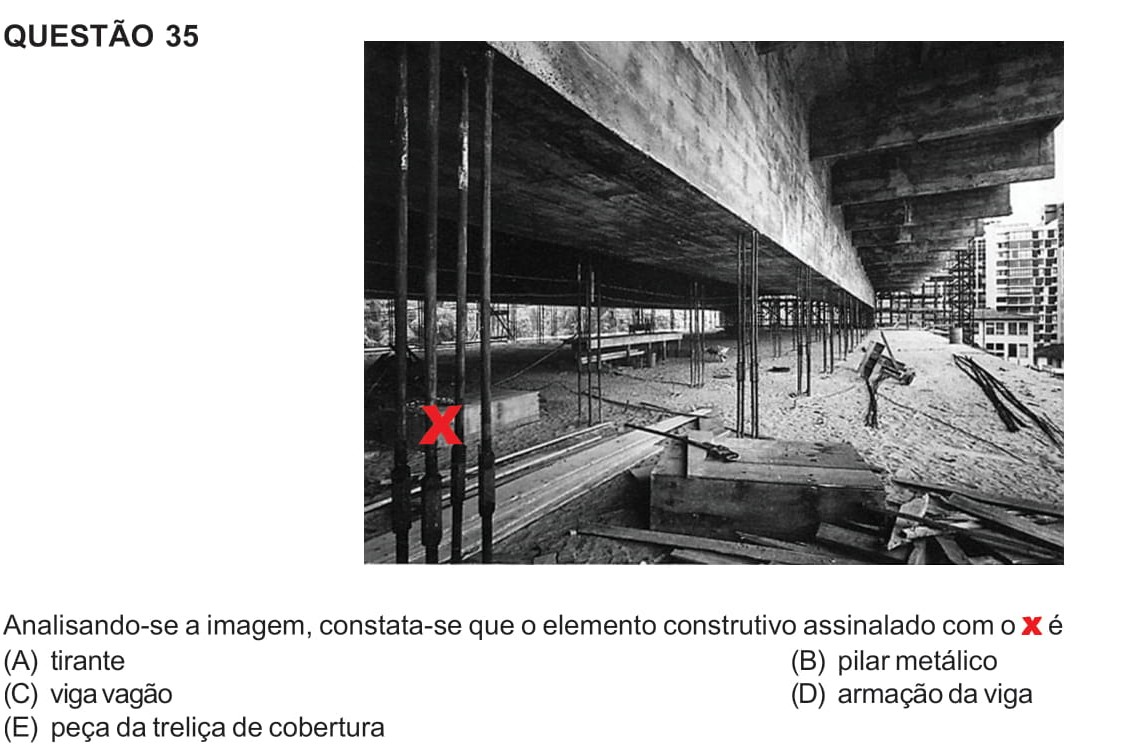 QUESTÃO 35
X
Analisando-se a imagem, constata-se que o elemento construtivo assinalado com o X é
(A) tirante
(B) pilar metálico
(C) viga vagão
(D) armação da viga
(E) peça da treliça de cobertura